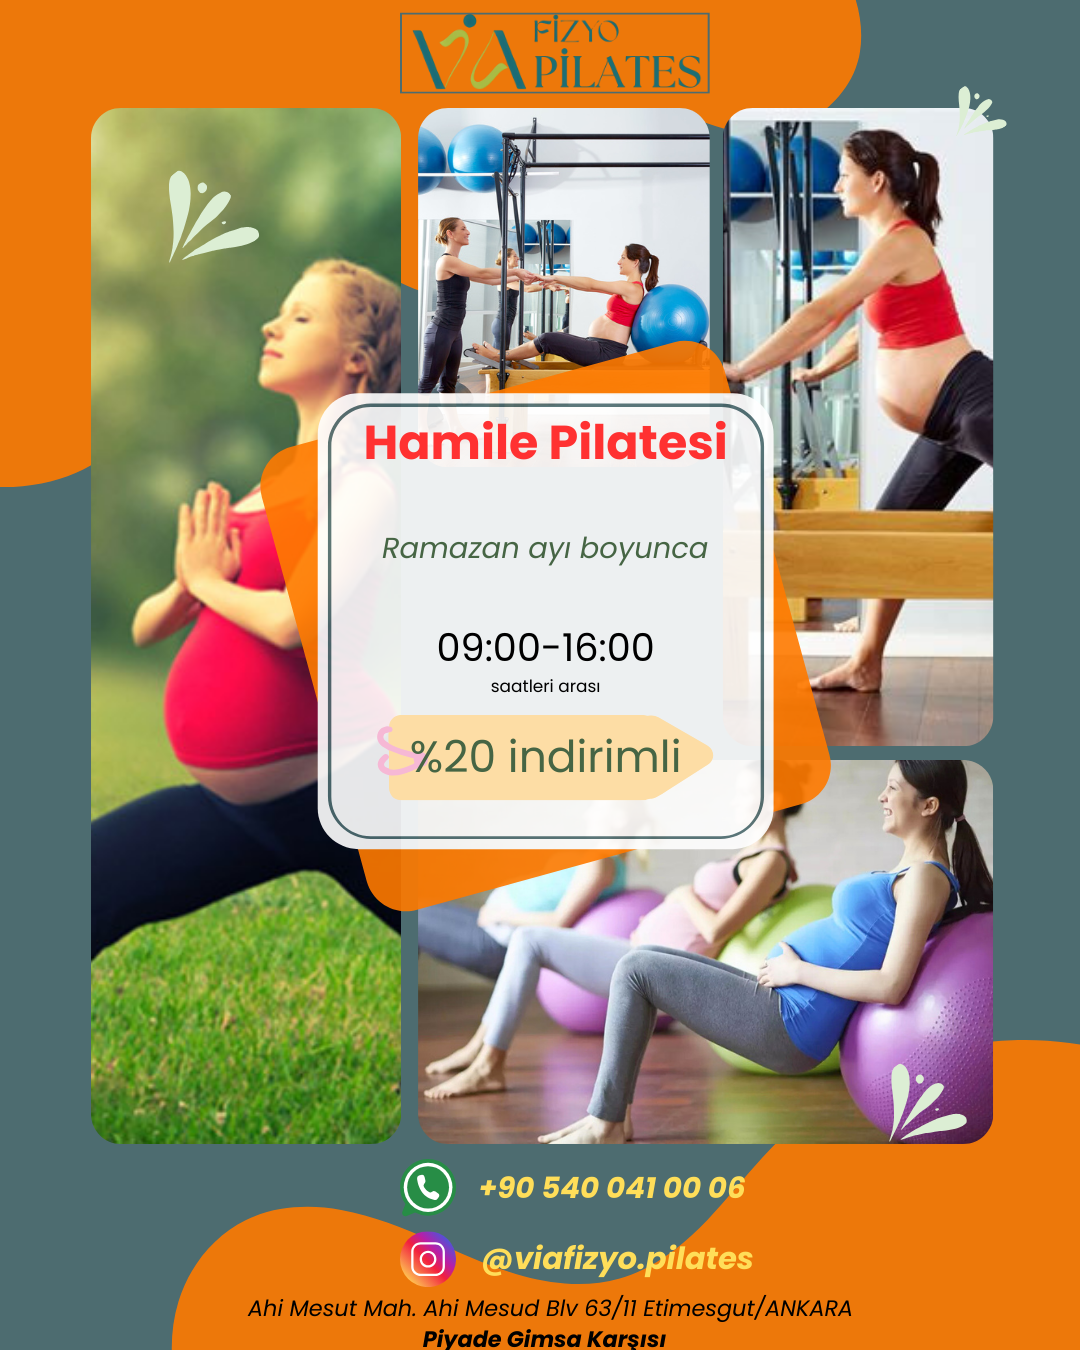 ViA FİZYO
PİLATES
Hamile Pilatesi
Ramazan ayı boyunca
09:00-16:00
saatleri arası
%20 indirimli
+90 540 041 00 06
@viafizyo.pilates
Ahi Mesut Mah. Ahi Mesud Blv 63/11 Etimesgut/ANKARA
Piyade Gimsa Karşısı